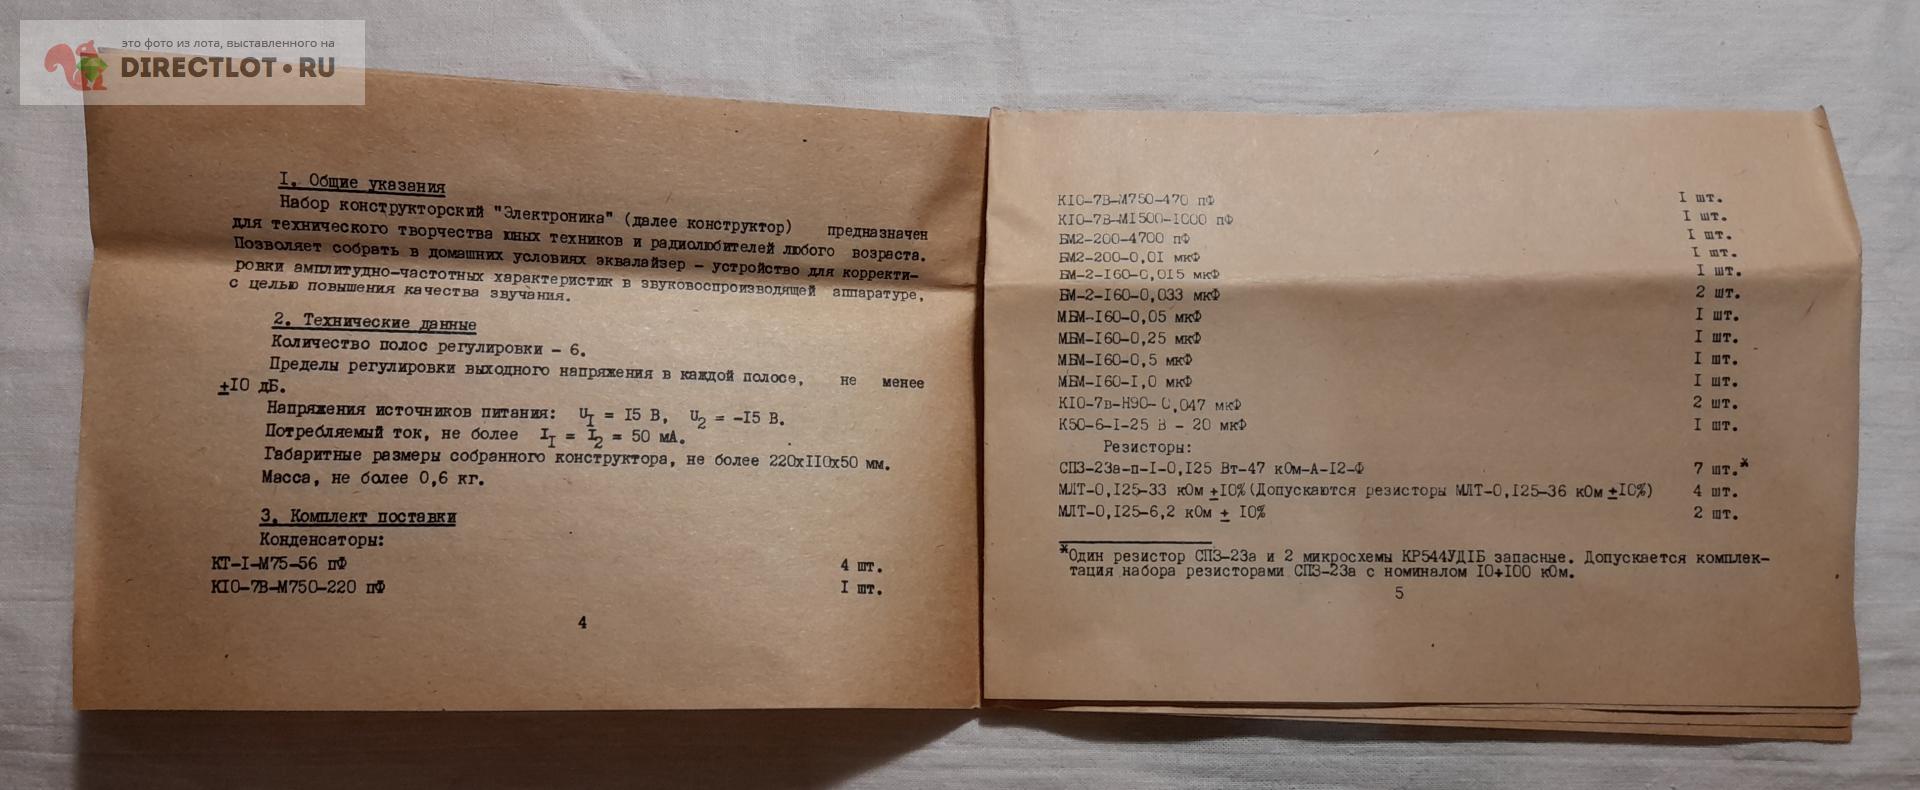 это фото из лота, выставленного на
DIRECTLOT•RU
I. Общие указания
Набор конструкторский "Электроника" (далее конструктор) предназначен
для технического творчества юных техников и радиолюбителей любого возраста.
Позволяет собрать в домашних условиях эквалайзер - устройство для корректи-
ровки амплитудно-частотных характеристик в звуковоспроизводящей аппаратуре,
с целью повышения качества звучания.
2. Технические данные
Количество полос регулировки - 6.
Пределы регулировки выходного напряжения в каждой полосе, не менее
±I0 дБ.
Напряжения источников питания: U_I = I5 В, U_2 = -I5 В.
Потребляемый ток, не более I_I = I_2 = 50 мА.
Габаритные размеры собранного конструктора, не более 220хII0х50 мм.
Масса, не более 0,6 кг.
3. Комплект поставки
Конденсаторы:
КТ-I-М75-56 пФ 4 шт.
КI0-7В-М750-220 пФ I шт.
4
КI0-7В-М750-470 пФ I шт.
КI0-7В-МI500-I000 пФ I шт.
БМ2-200-4700 пФ I шт.
БМ2-200-0,0I мкФ I шт.
БМ-2-I60-0,0I5 мкФ I шт.
БМ-2-I60-0,033 мкФ 2 шт.
МБМ-I60-0,05 мкФ I шт.
МБМ-I60-0,25 мкФ I шт.
МБМ-I60-0,5 мкФ I шт.
МБМ-I60-I,0 мкФ I шт.
КI0-7в-Н90-0,047 мкФ 2 шт.
К50-6-I-25 В - 20 мкФ I шт.
Резисторы:
СП3-23а-п-I-0,I25 Вт-47 кОм-А-I2-Ф 7 шт.*
МЛТ-0,I25-33 кОм ±I0% (Допускаются резисторы МЛТ-0,I25-36 кОм ±I0%) 4 шт.
МЛТ-0,I25-6,2 кОм ± I0% 2 шт.
*Один резистор СП3-23а и 2 микросхемы КР544УДIБ запасные. Допускается комплек-
тация набора резисторами СП3-23а с номиналом I0÷I00 кОм.
5